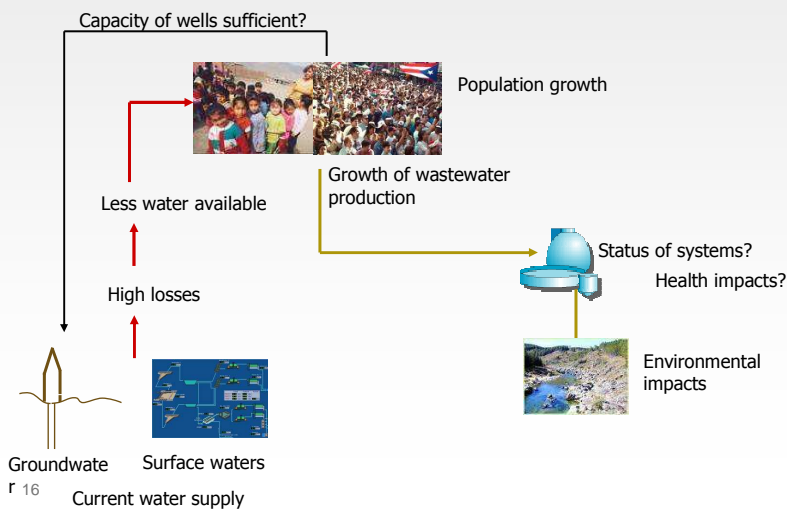 Capacity of wells sufficient?
Population growth
Growth of wastewater
production
Less water available
Status of systems?
Health impacts?
High losses
Environmental
impacts
Groundwate
r 16
Surface waters
Current water supply